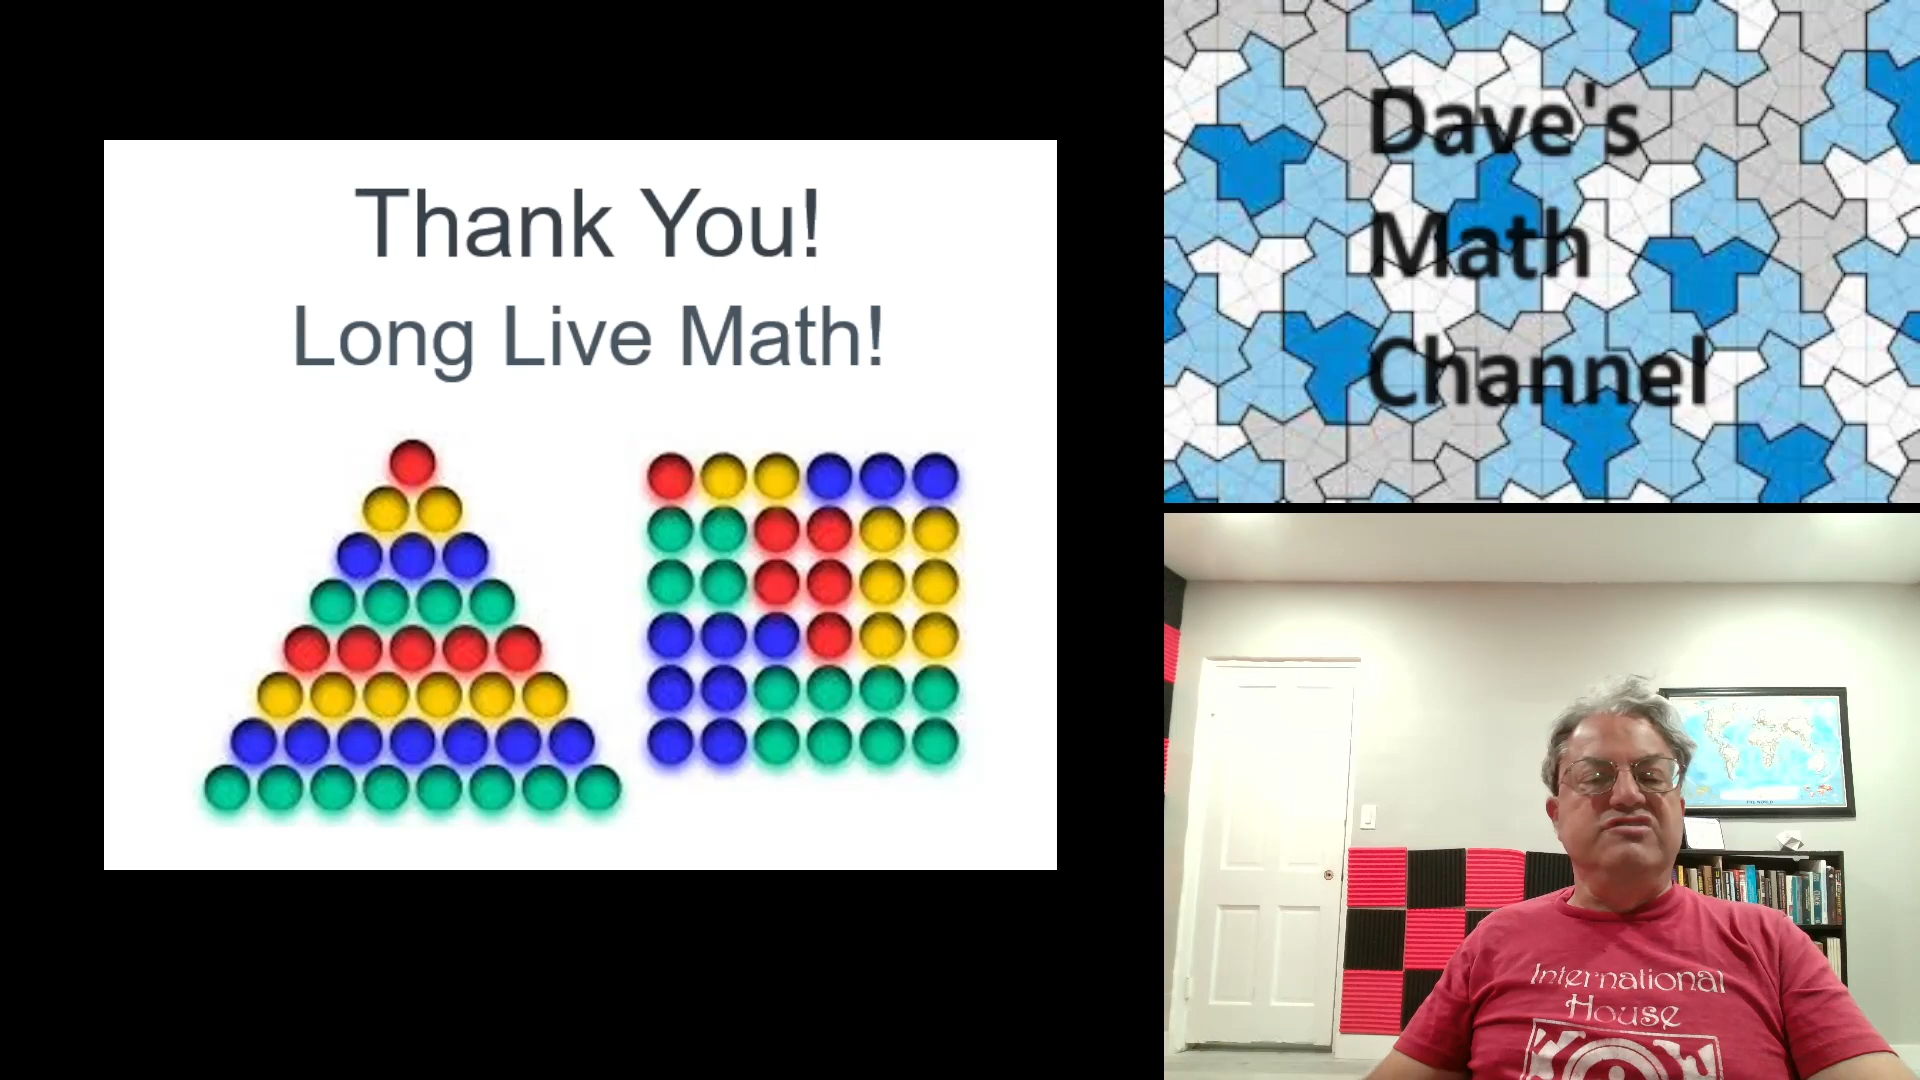 Thank You!
Long Live Math!
Dave's
Math
Channel
International
House